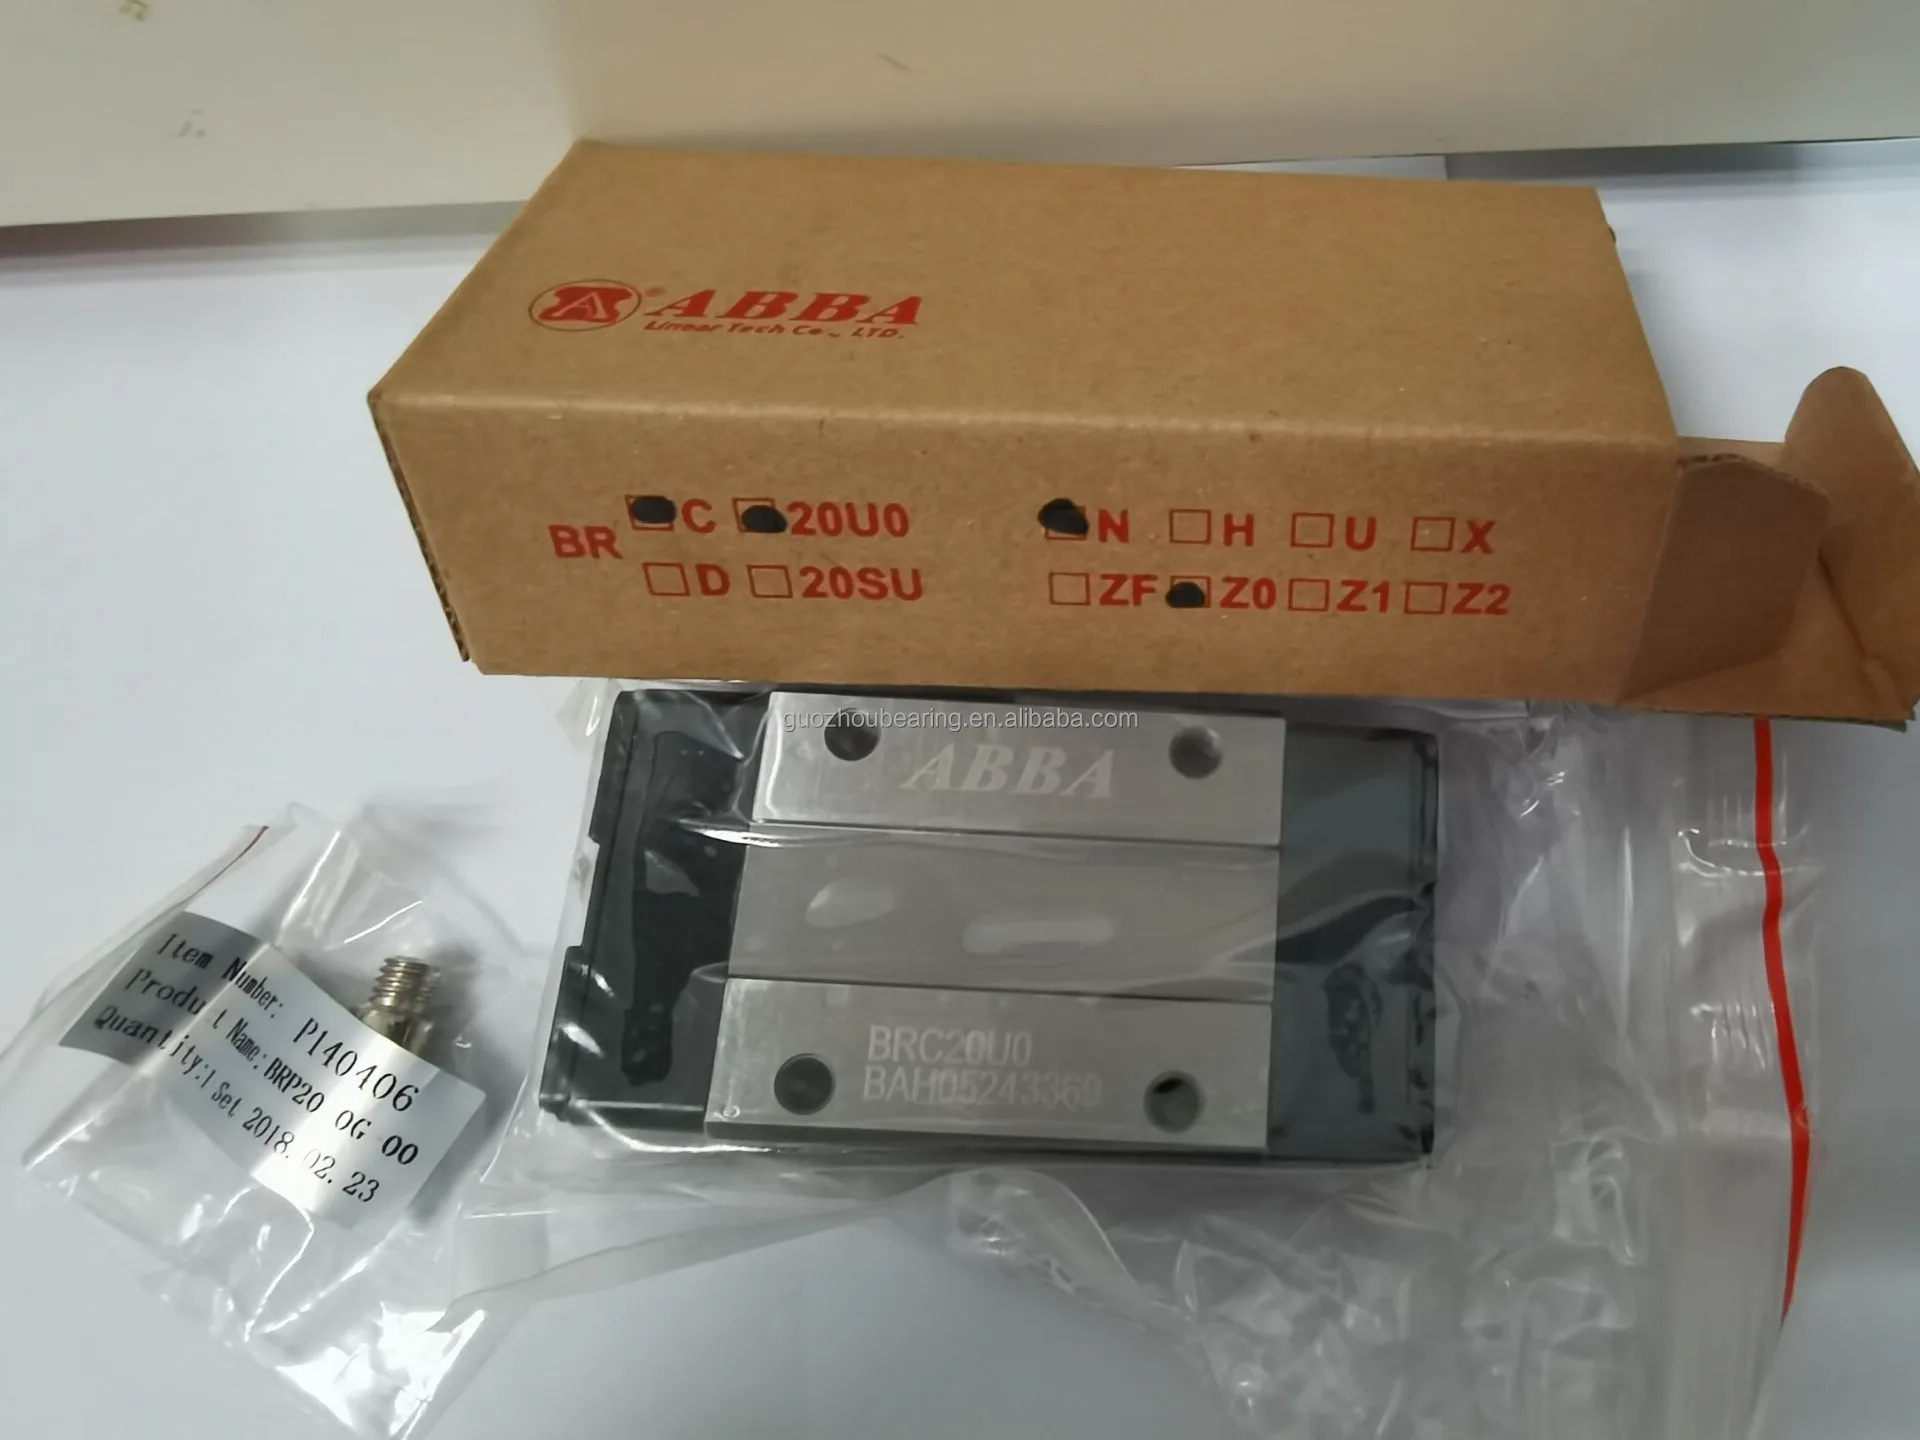 ABBA
Linear Tech Co., LTD.
BR C 20U0 N H U X
D 20SU ZF Z0 Z1 Z2
guozhoubearing.en.alibaba.com
ABBA
BRC20U0
BAH05243369
Item Number: P140406
Product Name: BRP20 0G 00
Quantity:1 Set 2018.02.23